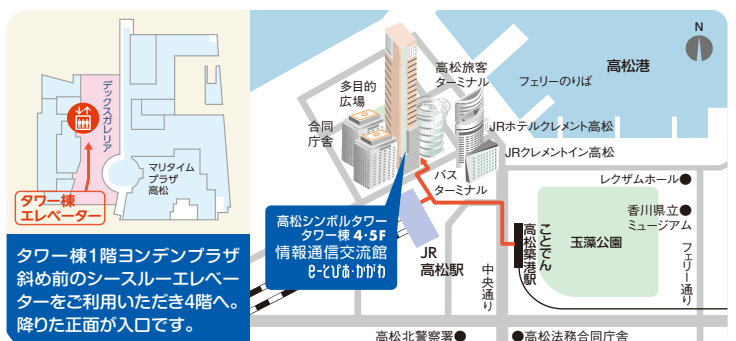 デックスガレリア
マリタイム
プラザ
高松
タワー棟
エレベーター
タワー棟1階ヨンデンプラザ
斜め前のシースルーエレベー
ターをご利用いただき4階へ。
降りた正面が入口です。
N
高松港
フェリーのりば
高松旅客
ターミナル
多目的
広場
合同
庁舎
JRホテルクレメント高松
JRクレメントイン高松
バス
ターミナル
レクザムホール●
香川県立●
ミュージアム
高松シンボルタワー
タワー棟 4・5F
情報通信交流館
e-とぴあ・かがわ
JR
高松駅
中央通り
ことでん
高松築港駅
玉藻公園
フェリー通り
高松北警察署●
●高松法務合同庁舎